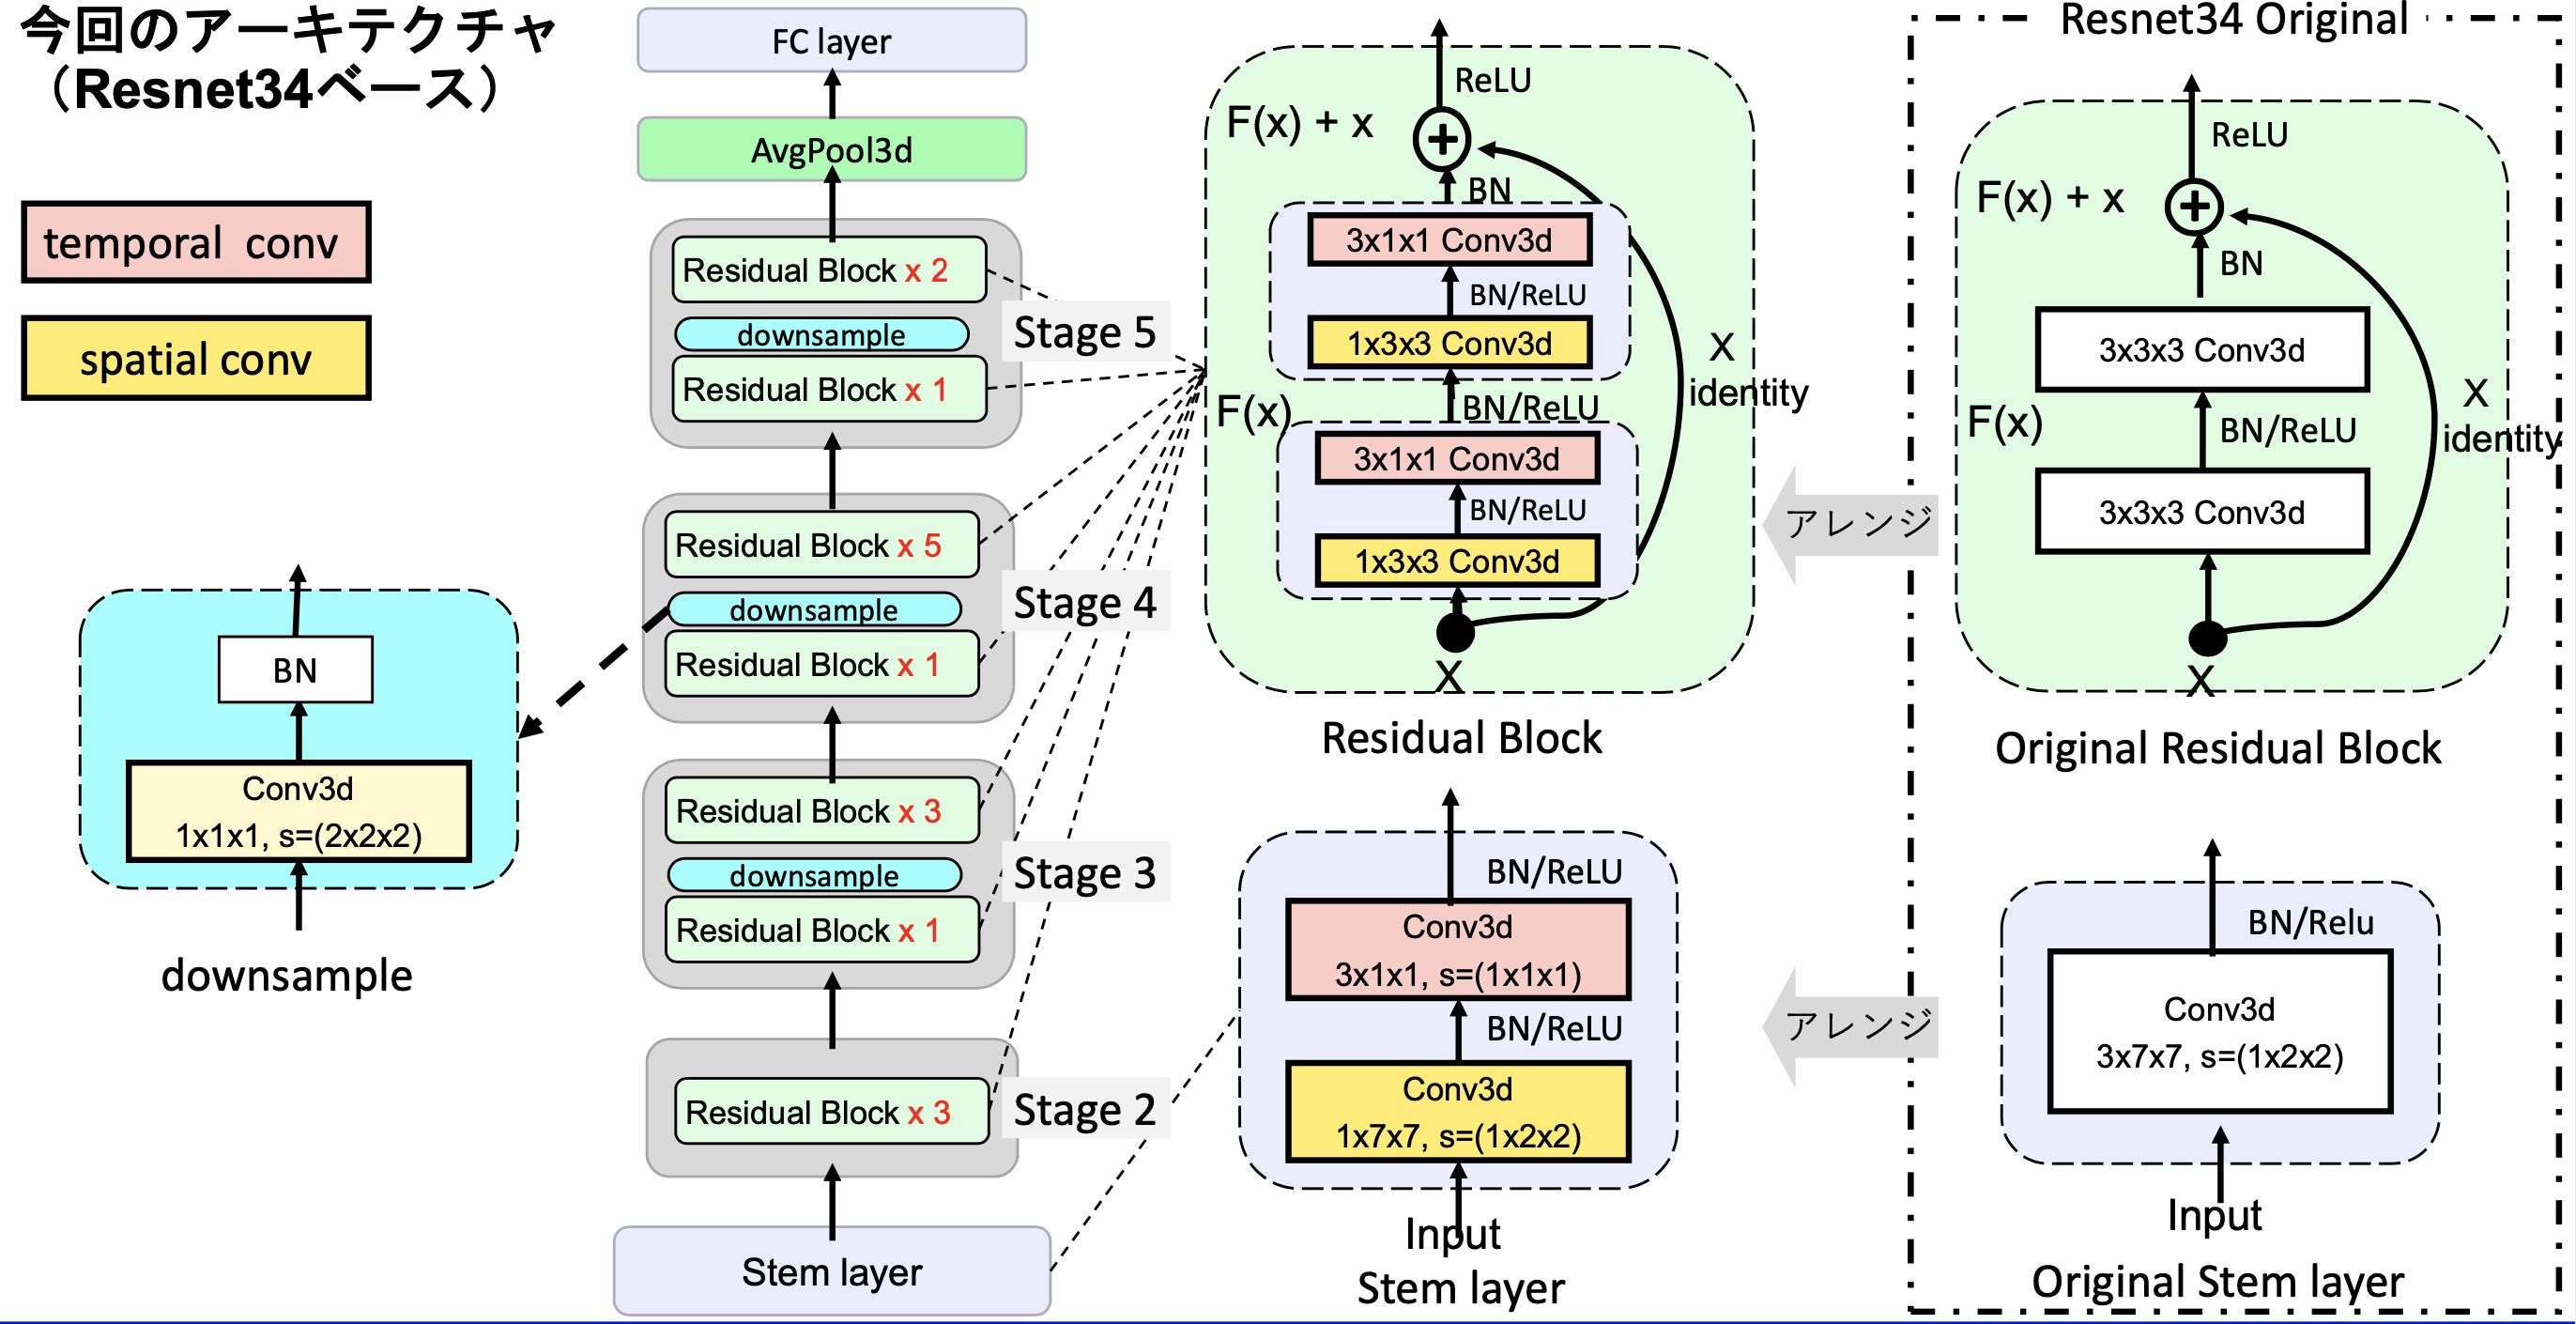 今回のアーキテクチャ
（Resnet34ベース）
temporal conv
spatial conv
BN
Conv3d
1x1x1, s=(2x2x2)
downsample
FC layer
AvgPool3d
Residual Block x 2
downsample
Residual Block x 1
Stage 5
Residual Block x 5
downsample
Residual Block x 1
Stage 4
Residual Block x 3
downsample
Residual Block x 1
Stage 3
Residual Block x 3
Stage 2
Stem layer
ReLU
F(x) + x
BN
3x1x1 Conv3d
BN/ReLU
1x3x3 Conv3d
X
identity
BN/ReLU
F(x)
3x1x1 Conv3d
BN/ReLU
1x3x3 Conv3d
X
Residual Block
BN/ReLU
Conv3d
3x1x1, s=(1x1x1)
BN/ReLU
Conv3d
1x7x7, s=(1x2x2)
Input
Stem layer
アレンジ
アレンジ
Resnet34 Original
ReLU
F(x) + x
BN
3x3x3 Conv3d
X
identity
F(x)
BN/ReLU
3x3x3 Conv3d
X
Original Residual Block
BN/Relu
Conv3d
3x7x7, s=(1x2x2)
Input
Original Stem layer